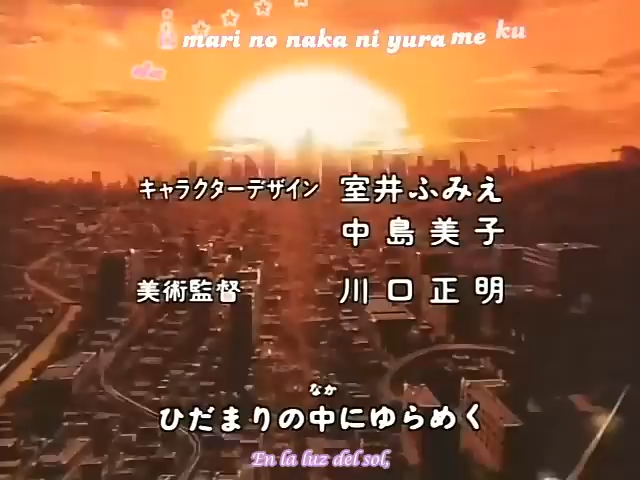 mari no naka ni yura me ku
da
キャラクターデザイン 室井ふみえ
中島美子
美術監督 川口正明
なか
ひだまりの中にゆらめく
En la luz del sol,